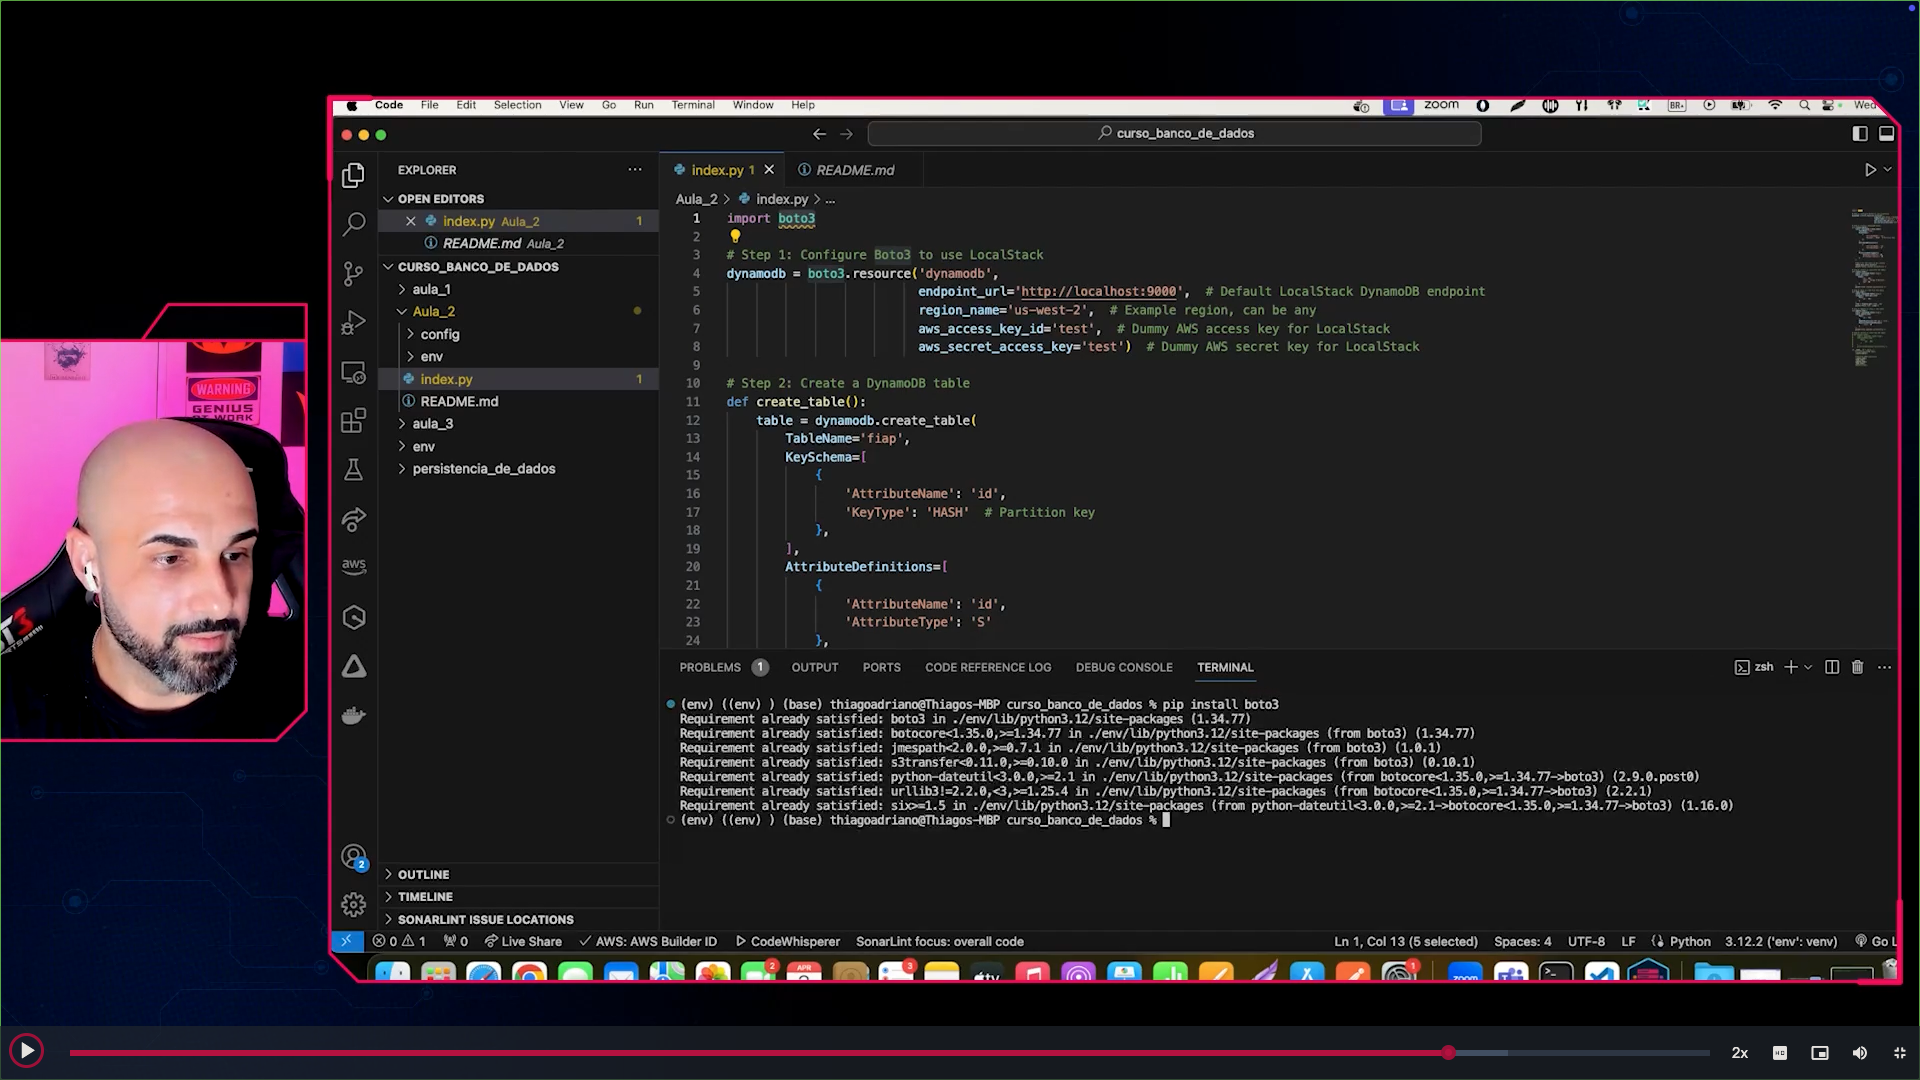 Code File Edit Selection View Go Run Terminal Window Help zoom BR Wed
curso_banco_de_dados
EXPLORER
OPEN EDITORS
index.py Aula_2 1
README.md Aula_2
CURSO_BANCO_DE_DADOS
aula_1
Aula_2
config
env
index.py 1
README.md
aula_3
env
persistencia_de_dados
OUTLINE
TIMELINE
SONARLINT ISSUE LOCATIONS
aws
2
WARNING
GENIUS
AT WORK
index.py 1 README.md
Aula_2 > index.py > ...
1 import boto3
2
3 # Step 1: Configure Boto3 to use LocalStack
4 dynamodb = boto3.resource('dynamodb',
5 endpoint_url='http://localhost:9000', # Default LocalStack DynamoDB endpoint
6 region_name='us-west-2', # Example region, can be any
7 aws_access_key_id='test', # Dummy AWS access key for LocalStack
8 aws_secret_access_key='test') # Dummy AWS secret key for LocalStack
9
10 # Step 2: Create a DynamoDB table
11 def create_table():
12 table = dynamodb.create_table(
13 TableName='fiap',
14 KeySchema=[
15 {
16 'AttributeName': 'id',
17 'KeyType': 'HASH' # Partition key
18 },
19 ],
20 AttributeDefinitions=[
21 {
22 'AttributeName': 'id',
23 'AttributeType': 'S'
24 },
PROBLEMS 1 OUTPUT PORTS CODE REFERENCE LOG DEBUG CONSOLE TERMINAL zsh
(env) ((env) ) (base) thiagoadriano@Thiagos-MBP curso_banco_de_dados % pip install boto3
Requirement already satisfied: boto3 in ./env/lib/python3.12/site-packages (1.34.77)
Requirement already satisfied: botocore<1.35.0,>=1.34.77 in ./env/lib/python3.12/site-packages (from boto3) (1.34.77)
Requirement already satisfied: jmespath<2.0.0,>=0.7.1 in ./env/lib/python3.12/site-packages (from boto3) (1.0.1)
Requirement already satisfied: s3transfer<0.11.0,>=0.10.0 in ./env/lib/python3.12/site-packages (from boto3) (0.10.1)
Requirement already satisfied: python-dateutil<3.0.0,>=2.1 in ./env/lib/python3.12/site-packages (from botocore<1.35.0,>=1.34.77->boto3) (2.9.0.post0)
Requirement already satisfied: urllib3!=2.2.0,<3,>=1.25.4 in ./env/lib/python3.12/site-packages (from botocore<1.35.0,>=1.34.77->boto3) (2.2.1)
Requirement already satisfied: six>=1.5 in ./env/lib/python3.12/site-packages (from python-dateutil<3.0.0,>=2.1->botocore<1.35.0,>=1.34.77->boto3) (1.16.0)
(env) ((env) ) (base) thiagoadriano@Thiagos-MBP curso_banco_de_dados %
0 1 0 Live Share AWS: AWS Builder ID CodeWhisperer SonarLint focus: overall code Ln 1, Col 13 (5 selected) Spaces: 4 UTF-8 LF Python 3.12.2 ('env': venv) Go L
2 APR 3 tv 1 zoom
2x HD